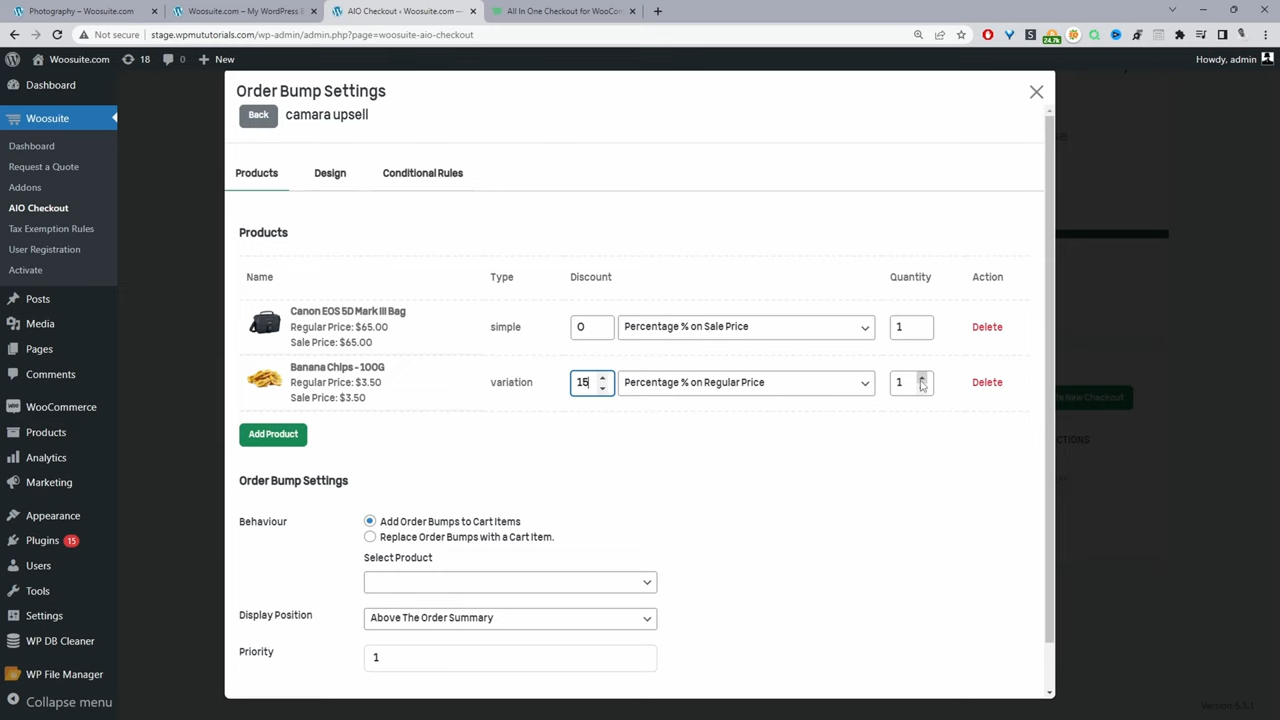 Photography – Woosuite.com
Woosuite.com – My WordPress B
AIO Checkout ‹ Woosuite.com —
All In One Checkout for WooCom
Not secure
stage.wpmututorials.com/wp-admin/admin.php?page=woosuite-aio-checkout
24.7k
Woosuite.com
18
0
New
Howdy, admin
Dashboard
Woosuite
Dashboard
Request a Quote
Addons
AIO Checkout
Tax Exemption Rules
User Registration
Activate
Posts
Media
Pages
Comments
WooCommerce
Products
Analytics
Marketing
Appearance
Plugins 15
Users
Tools
Settings
WP DB Cleaner
WP File Manager
Collapse menu
Order Bump Settings
Back
camara upsell
Products
Design
Conditional Rules
Products
Name
Type
Discount
Quantity
Action
Canon EOS 5D Mark III Bag
Regular Price: $65.00
Sale Price: $65.00
simple
0
Percentage % on Sale Price
1
Delete
Banana Chips - 100G
Regular Price: $3.50
Sale Price: $3.50
variation
15
Percentage % on Regular Price
1
Delete
Add Product
Order Bump Settings
Behaviour
Add Order Bumps to Cart Items
Replace Order Bumps with a Cart Item.
Select Product
Display Position
Above The Order Summary
Priority
1
New Checkout
Version 6.1.1